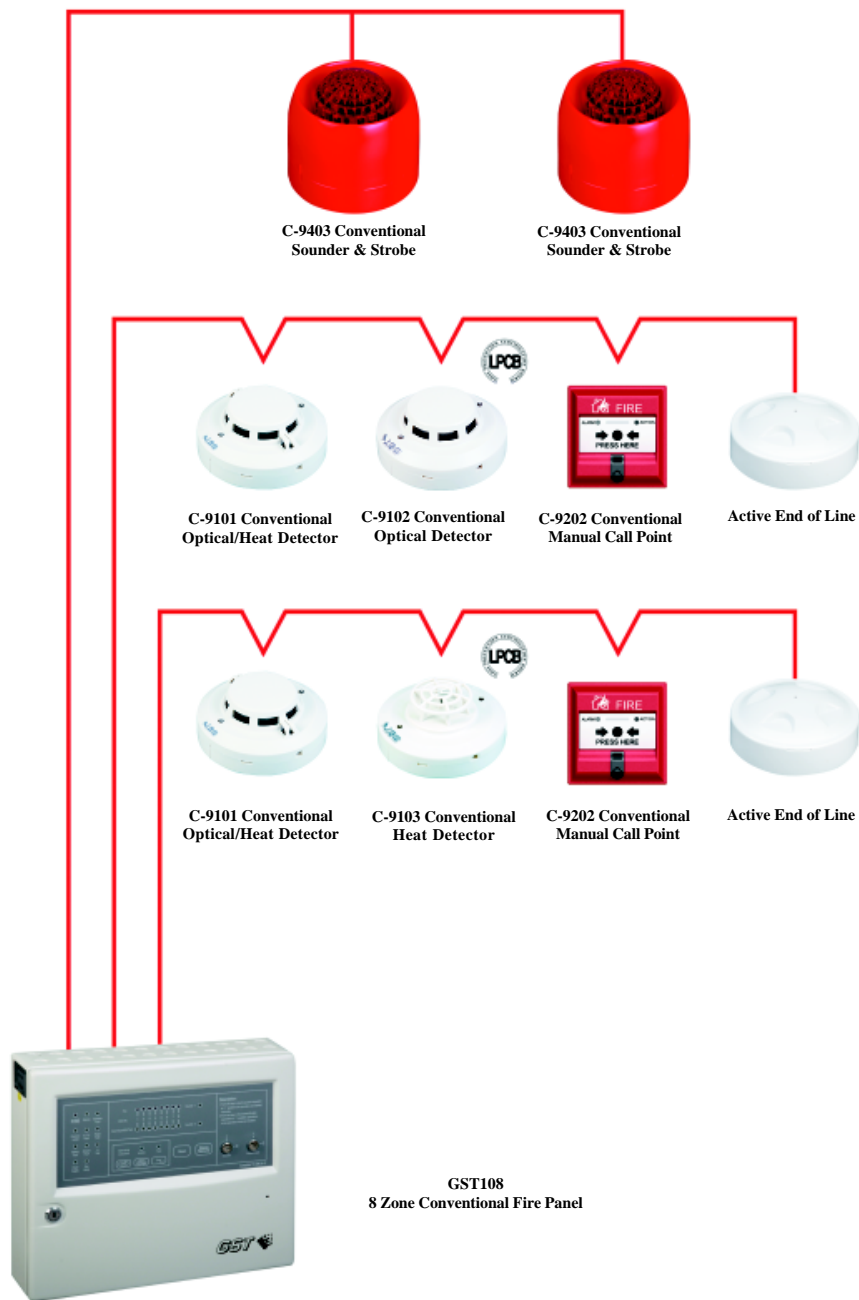 C-9403 Conventional
Sounder & Strobe
C-9403 Conventional
Sounder & Strobe
LPCB
FIRE
PRESS HERE
C-9101 Conventional
Optical/Heat Detector
C-9102 Conventional
Optical Detector
C-9202 Conventional
Manual Call Point
Active End of Line
LPCB
FIRE
PRESS HERE
C-9101 Conventional
Optical/Heat Detector
C-9103 Conventional
Heat Detector
C-9202 Conventional
Manual Call Point
Active End of Line
GST
GST108
8 Zone Conventional Fire Panel